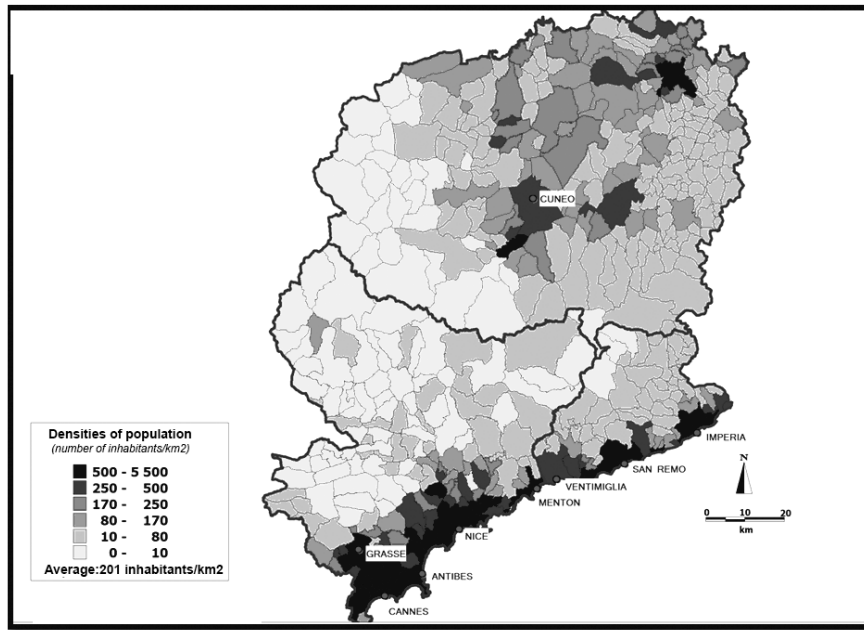 CUNEO
IMPERIA
SAN REMO
VENTIMIGLIA
MENTON
NICE
GRASSE
ANTIBES
CANNES
Densities of population
(number of inhabitants/km2)
500 - 5 500
250 - 500
170 - 250
80 - 170
10 - 80
0 - 10
Average:201 inhabitants/km2
N
0 10 20
km